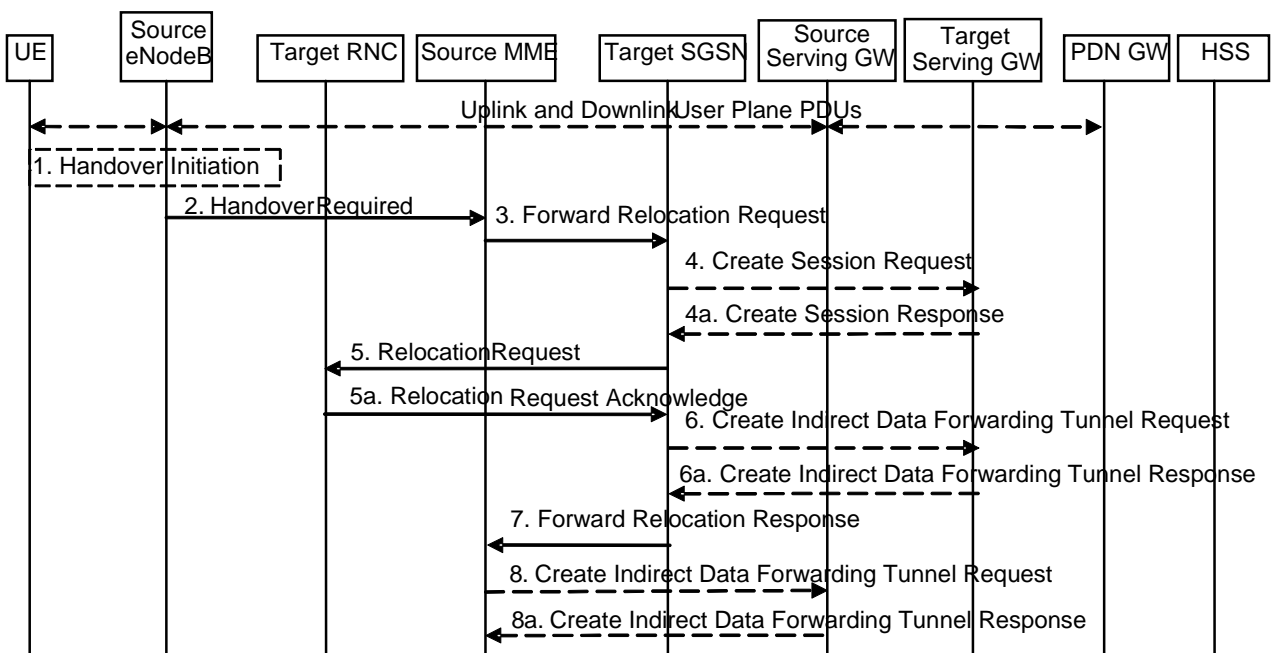 UE
Source
eNodeB
Target RNC
Source MME
Target SGSN
Source
Serving GW
Target
Serving GW
PDN GW
HSS
Uplink and Downlink User Plane PDUs
1. Handover Initiation
2. Handover Required
3. Forward Relocation Request
4. Create Session Request
4a. Create Session Response
5. Relocation Request
5a. Relocation Request Acknowledge
6. Create Indirect Data Forwarding Tunnel Request
6a. Create Indirect Data Forwarding Tunnel Response
7. Forward Relocation Response
8. Create Indirect Data Forwarding Tunnel Request
8a. Create Indirect Data Forwarding Tunnel Response